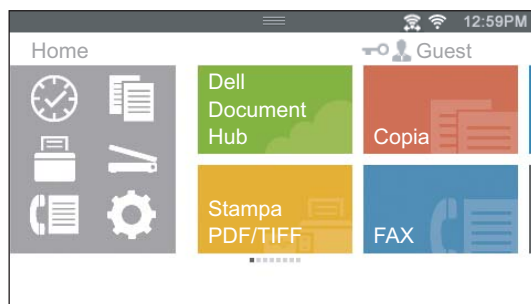 12:59PM
Home
Guest
Dell
Document
Hub
Copia
Stampa
PDF/TIFF
FAX